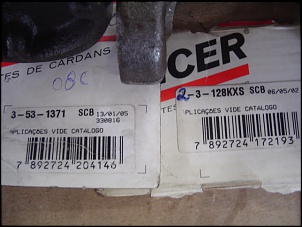 TES DE CARDANS
08C
3-53-1371 SCB 13/01/05
330816
PLICAÇÕES VIDE CATALOGO
7 892724 204146
CER
TES
2-3-128KXS SCB 06/05/02
PLICAÇÕES VIDE CATALOGO
7 892724 172193